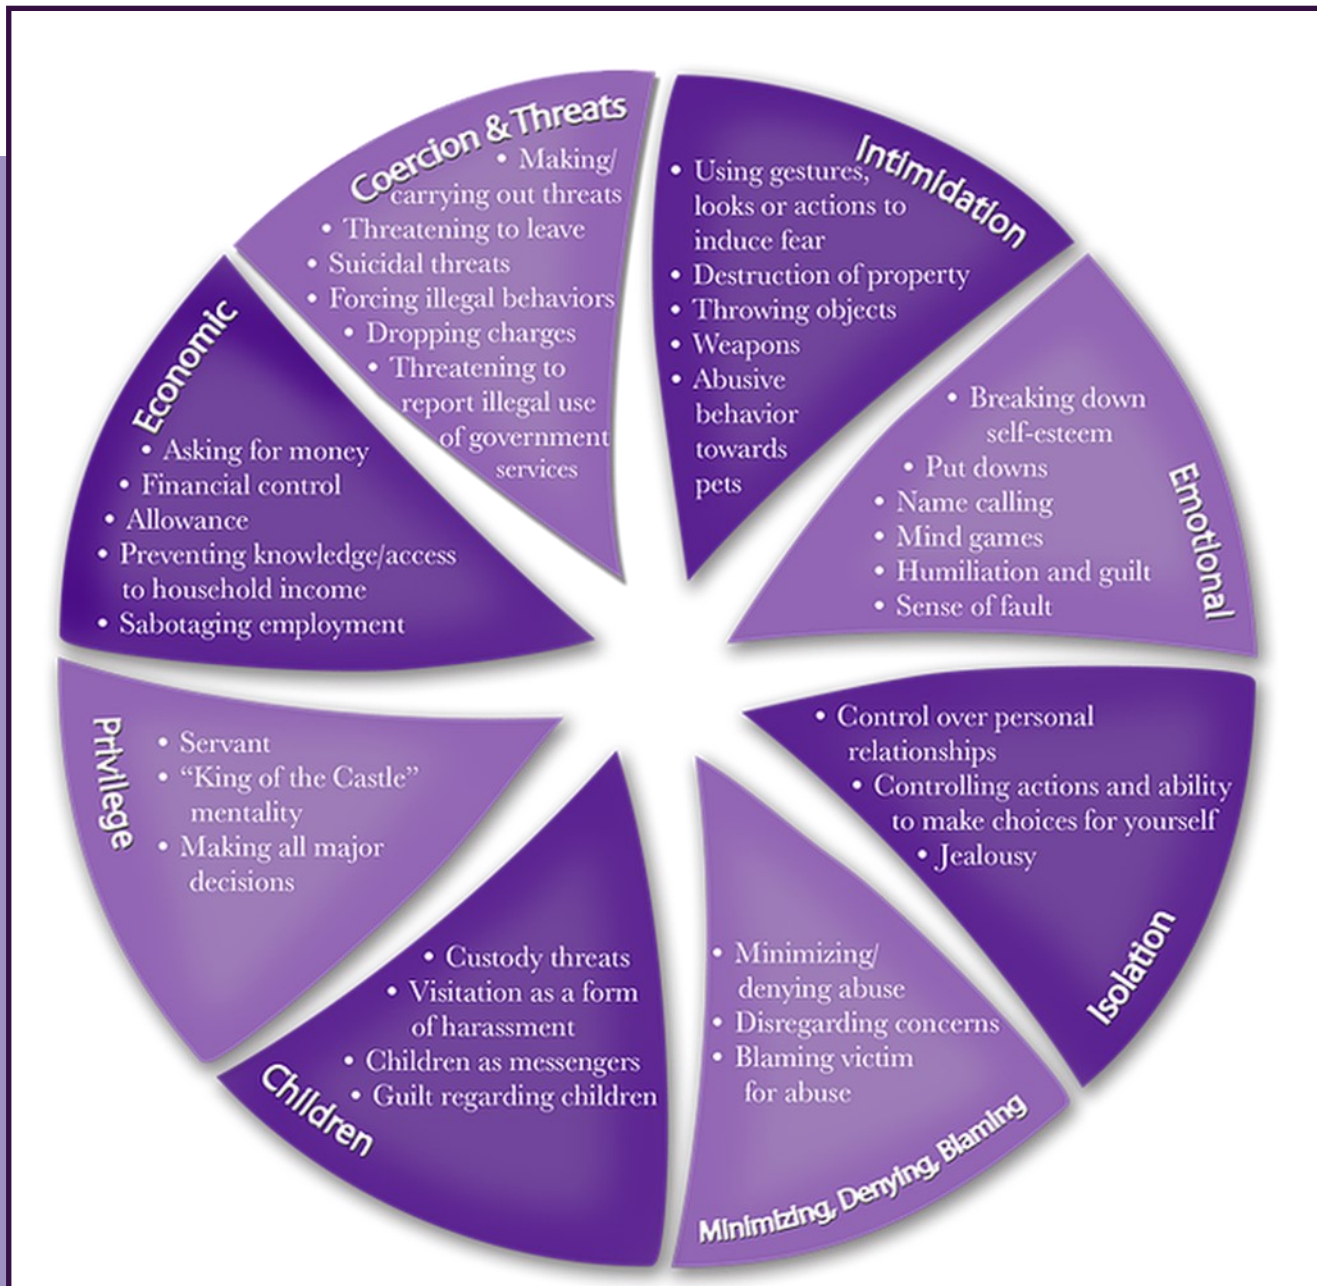 Coercion & Threats
• Making/
carrying out threats
• Threatening to leave
• Suicidal threats
• Forcing illegal behaviors
• Dropping charges
• Threatening to
report illegal use
of government
services
Intimidation
• Using gestures,
looks or actions to
induce fear
• Destruction of property
• Throwing objects
• Weapons
• Abusive
behavior
towards
pets
Emotional
• Breaking down
self-esteem
• Put downs
• Name calling
• Mind games
• Humiliation and guilt
• Sense of fault
Isolation
• Control over personal
relationships
• Controlling actions and ability
to make choices for yourself
• Jealousy
Minimizing, Denying, Blaming
• Minimizing/
denying abuse
• Disregarding concerns
• Blaming victim
for abuse
Children
• Custody threats
• Visitation as a form
of harassment
• Children as messengers
• Guilt regarding children
Privilege
• Servant
• “King of the Castle”
mentality
• Making all major
decisions
Economic
• Asking for money
• Financial control
• Allowance
• Preventing knowledge/access
to household income
• Sabotaging employment